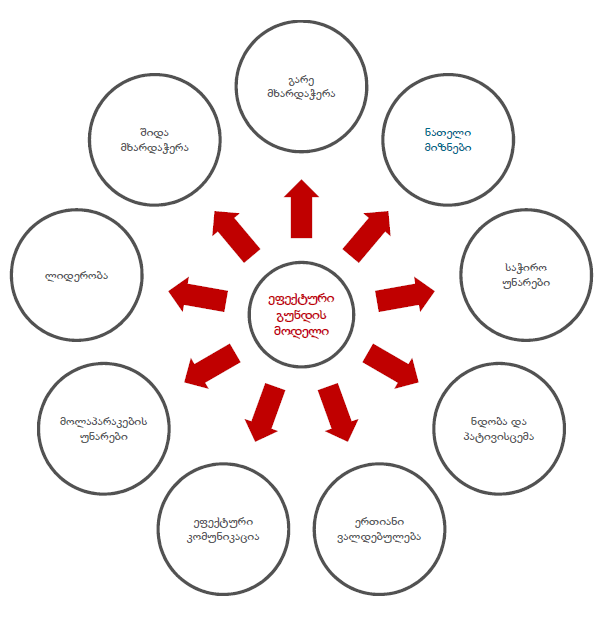 გარე
მხარდაჭერა
ნათელი
მიზნები
საჭირო
უნარები
ნდობა და
პატივისცემა
ერთიანი
ვალდებულება
ეფექტური
კომუნიკაცია
მოლაპარაკების
უნარები
ლიდერობა
შიდა
მხარდაჭერა
ეფექტური
გუნდის
მოდელი